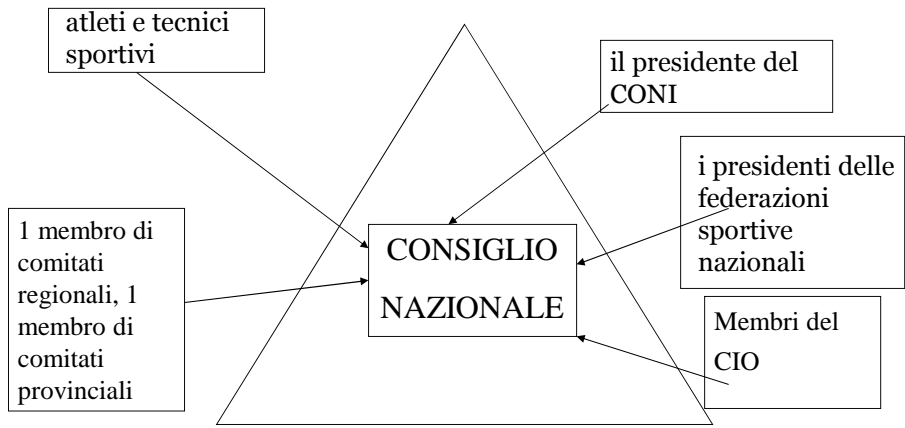 atleti e tecnici
sportivi
il presidente del
CONI
i presidenti delle
federazioni
sportive
nazionali
1 membro di
comitati
regionali, 1
membro di
comitati
provinciali
CONSIGLIO
NAZIONALE
Membri del
CIO